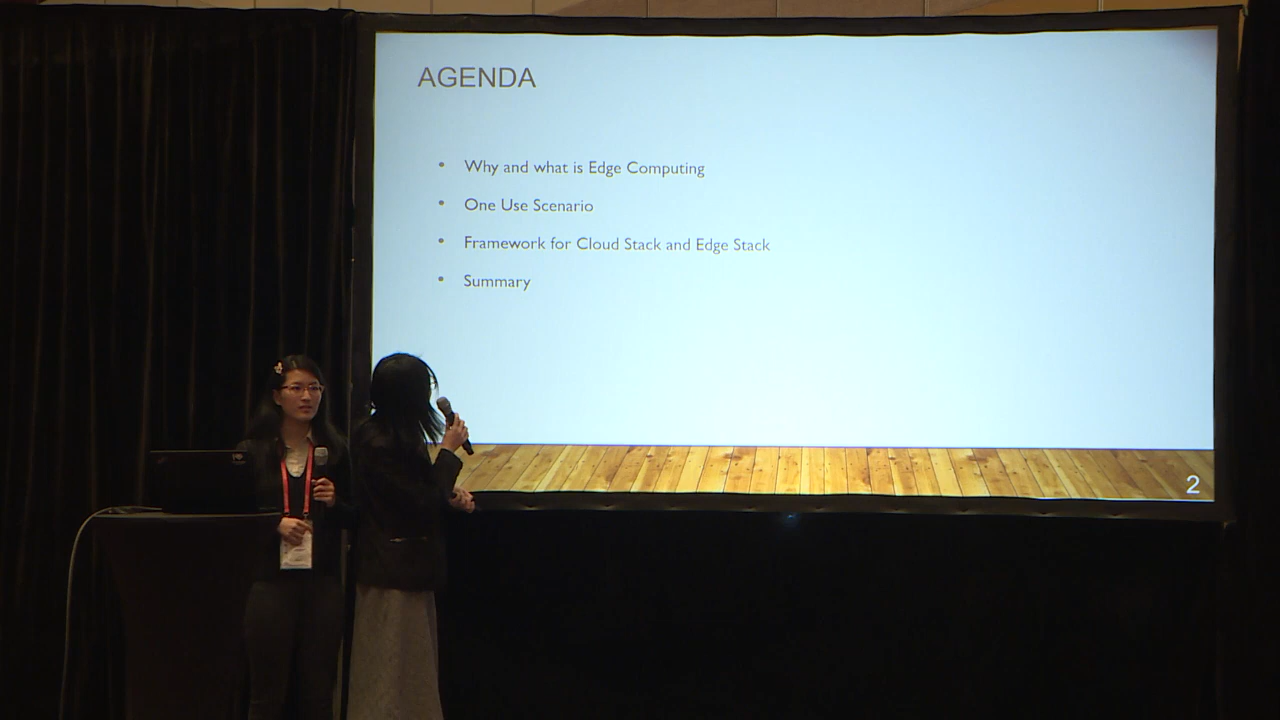 AGENDA
• Why and what is Edge Computing
• One Use Scenario
• Framework for Cloud Stack and Edge Stack
• Summary
2